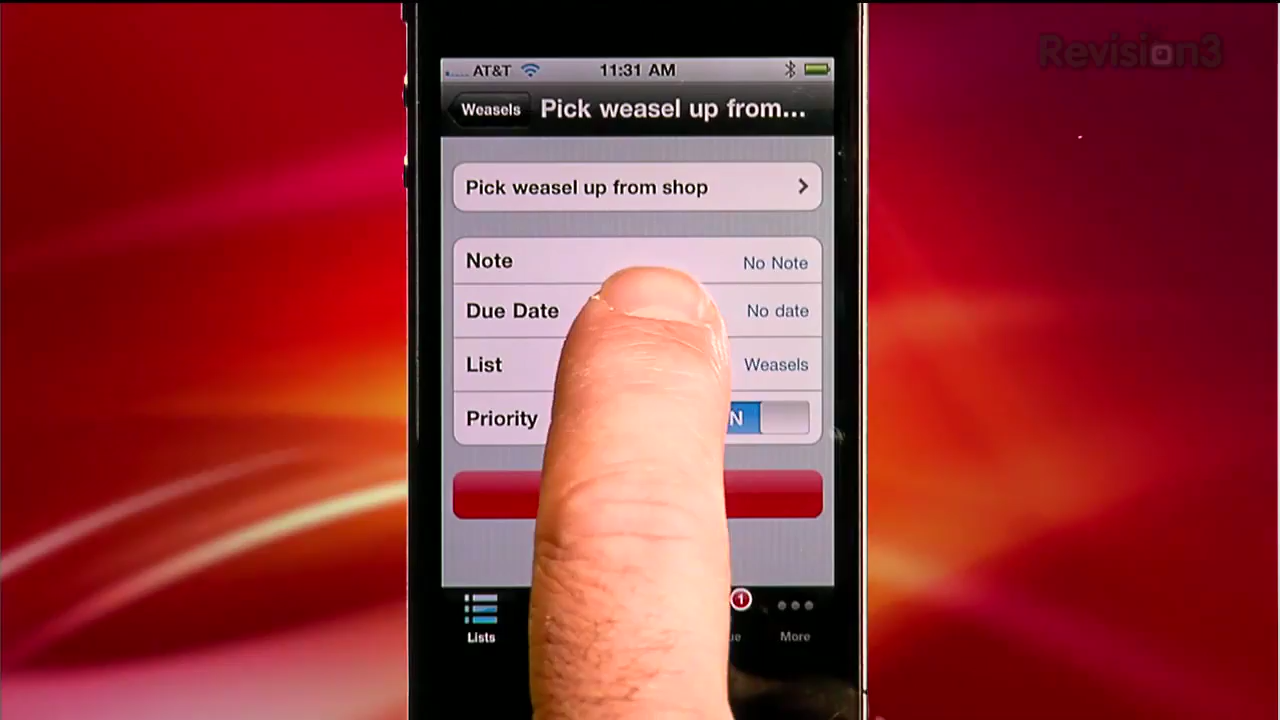 Revision3
AT&T 11:31 AM
Weasels Pick weasel up from...
Pick weasel up from shop
Note No Note
Due Date No date
List Weasels
Priority
1
Lists More